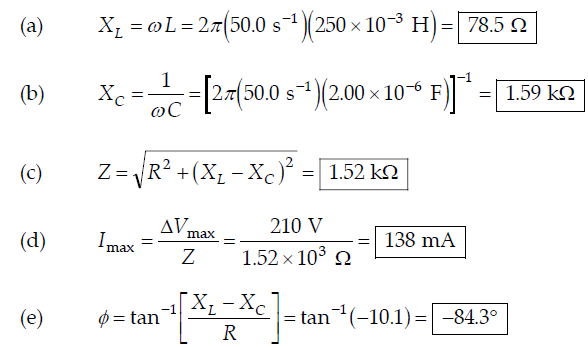 (a) X_L = ωL = 2π(50.0 s⁻¹)(250 × 10⁻³ H) = 78.5 Ω
(b) X_C = 1/ωC = [2π(50.0 s⁻¹)(2.00 × 10⁻⁶ F)]⁻¹ = 1.59 kΩ
(c) Z = √(R² + (X_L − X_C)²) = 1.52 kΩ
(d) I_max = ΔV_max/Z = 210 V/1.52 × 10³ Ω = 138 mA
(e) ϕ = tan⁻¹[X_L − X_C/R] = tan⁻¹(−10.1) = −84.3°